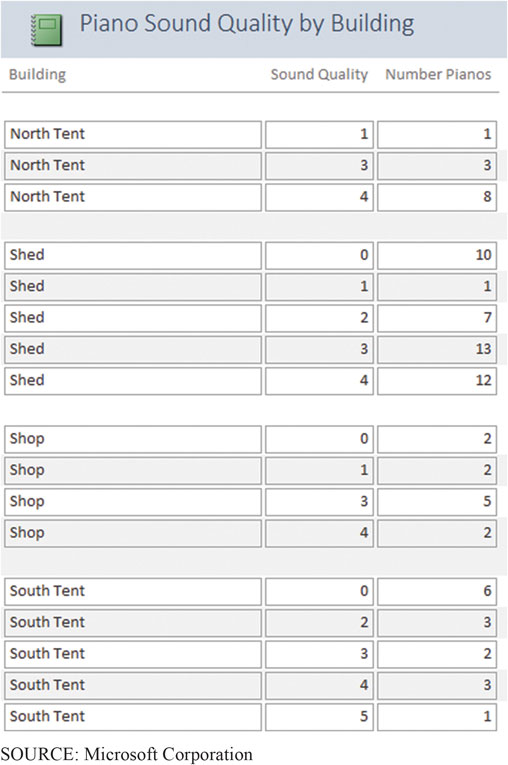 Piano Sound Quality by Building
Building Sound Quality Number Pianos
North Tent 1 1
North Tent 3 3
North Tent 4 8
Shed 0 10
Shed 1 1
Shed 2 7
Shed 3 13
Shed 4 12
Shop 0 2
Shop 1 2
Shop 3 5
Shop 4 2
South Tent 0 6
South Tent 2 3
South Tent 3 2
South Tent 4 3
South Tent 5 1
SOURCE: Microsoft Corporation